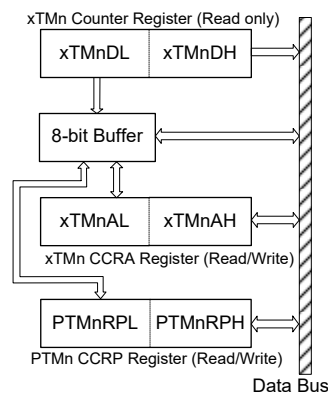 xTMn Counter Register (Read only)
xTMnDL xTMnDH
8-bit Buffer
xTMnAL xTMnAH
xTMn CCRA Register (Read/Write)
PTMnRPL PTMnRPH
PTMn CCRP Register (Read/Write)
Data Bus